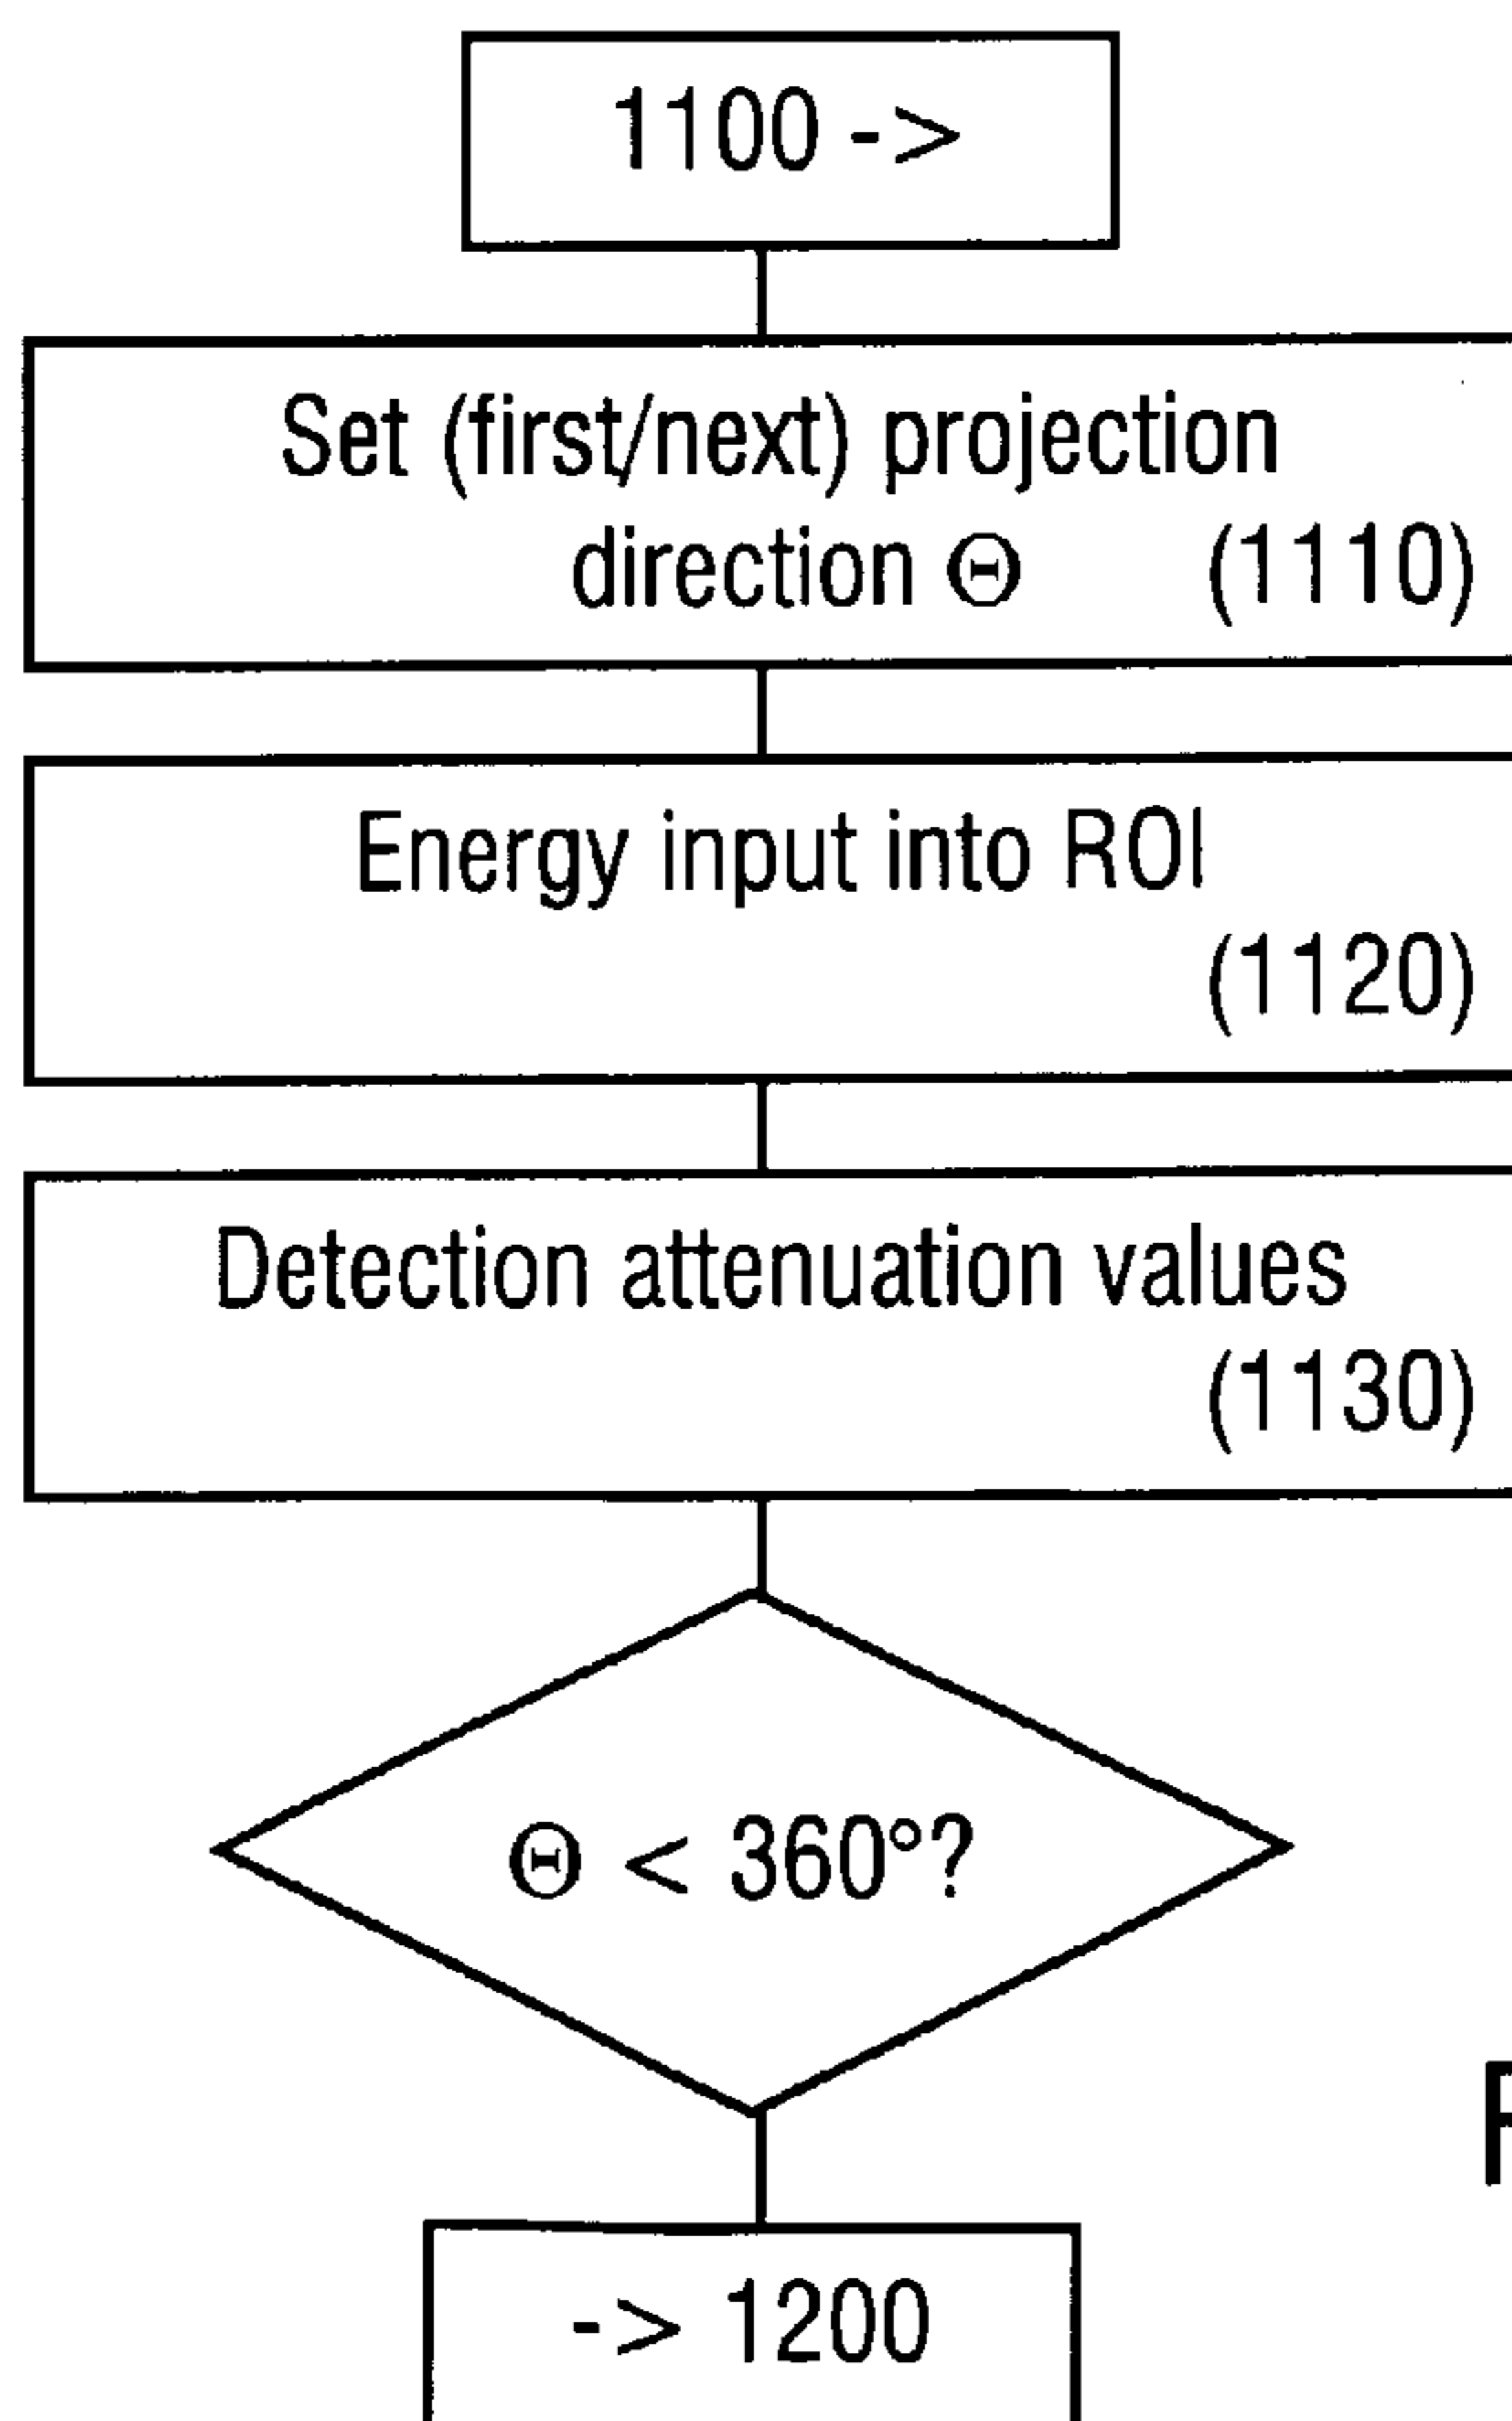 1100 ->
Set (first/next) projection
direction Θ (1110)
Energy input into ROI
(1120)
Detection attenuation values
(1130)
Θ < 360°?
-> 1200